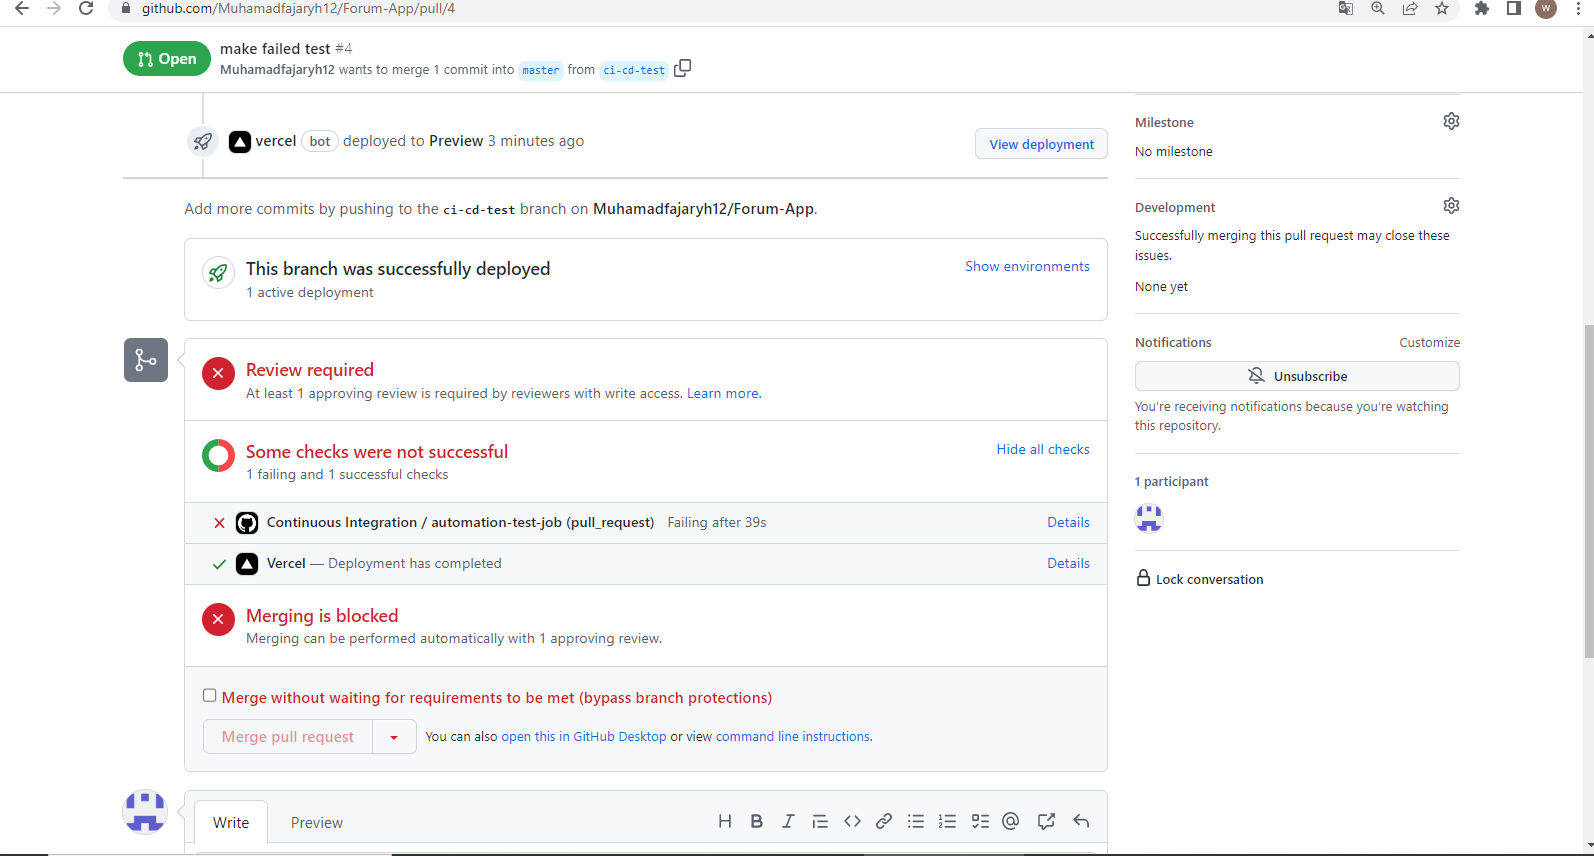 github.com/Muhamadfajaryh12/Forum-App/pull/4
W
Open
make failed test #4
Muhamadfajaryh12 wants to merge 1 commit into master from ci-cd-test
vercel bot deployed to Preview 3 minutes ago
View deployment
Add more commits by pushing to the ci-cd-test branch on Muhamadfajaryh12/Forum-App.
This branch was successfully deployed
1 active deployment
Show environments
Review required
At least 1 approving review is required by reviewers with write access. Learn more.
Some checks were not successful
1 failing and 1 successful checks
Hide all checks
Continuous Integration / automation-test-job (pull_request) Failing after 39s
Details
Vercel — Deployment has completed
Details
Merging is blocked
Merging can be performed automatically with 1 approving review.
Merge without waiting for requirements to be met (bypass branch protections)
Merge pull request
You can also open this in GitHub Desktop or view command line instructions.
Write
Preview
Milestone
No milestone
Development
Successfully merging this pull request may close these
issues.
None yet
Notifications
Customize
Unsubscribe
You're receiving notifications because you're watching
this repository.
1 participant
Lock conversation